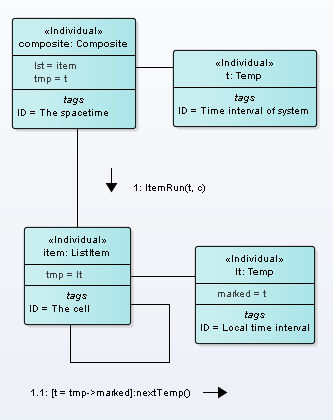 «Individual»
composite: Composite
lst = item
tmp = t
tags
ID = The spacetime
«Individual»
t: Temp
tags
ID = Time interval of system
1: ItemRun(t, c)
«Individual»
item: ListItem
tmp = lt
tags
ID = The cell
«Individual»
lt: Temp
marked = t
tags
ID = Local time interval
1.1: [t = tmp->marked]:nextTemp()